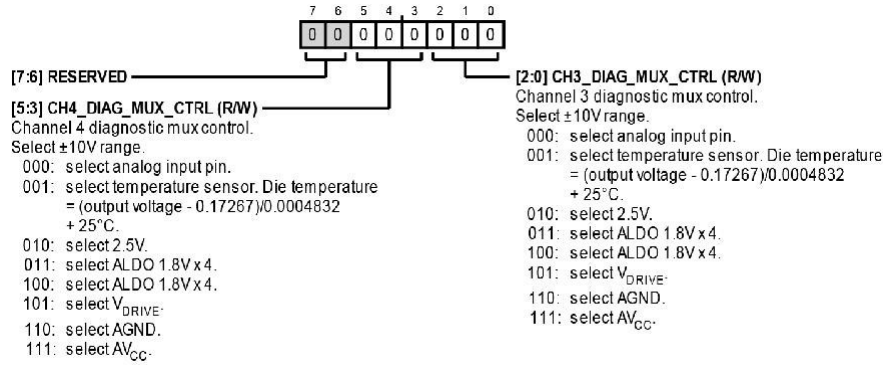 7 6 5 4 3 2 1 0
0 0 0 0 0 0 0 0
[7:6] RESERVED
[5:3] CH4_DIAG_MUX_CTRL (R/W)
Channel 4 diagnostic mux control.
Select ±10V range.
000: select analog input pin.
001: select temperature sensor. Die temperature
= (output voltage - 0.17267)/0.0004832
+ 25°C.
010: select 2.5V.
011: select ALDO 1.8V x 4.
100: select ALDO 1.8V x 4.
101: select VDRIVE.
110: select AGND.
111: select AVCC.
[2:0] CH3_DIAG_MUX_CTRL (R/W)
Channel 3 diagnostic mux control.
Select ±10V range.
000: select analog input pin.
001: select temperature sensor. Die temperature
= (output voltage - 0.17267)/0.0004832
+ 25°C.
010: select 2.5V.
011: select ALDO 1.8V x 4.
100: select ALDO 1.8V x 4.
101: select VDRIVE.
110: select AGND.
111: select AVCC.